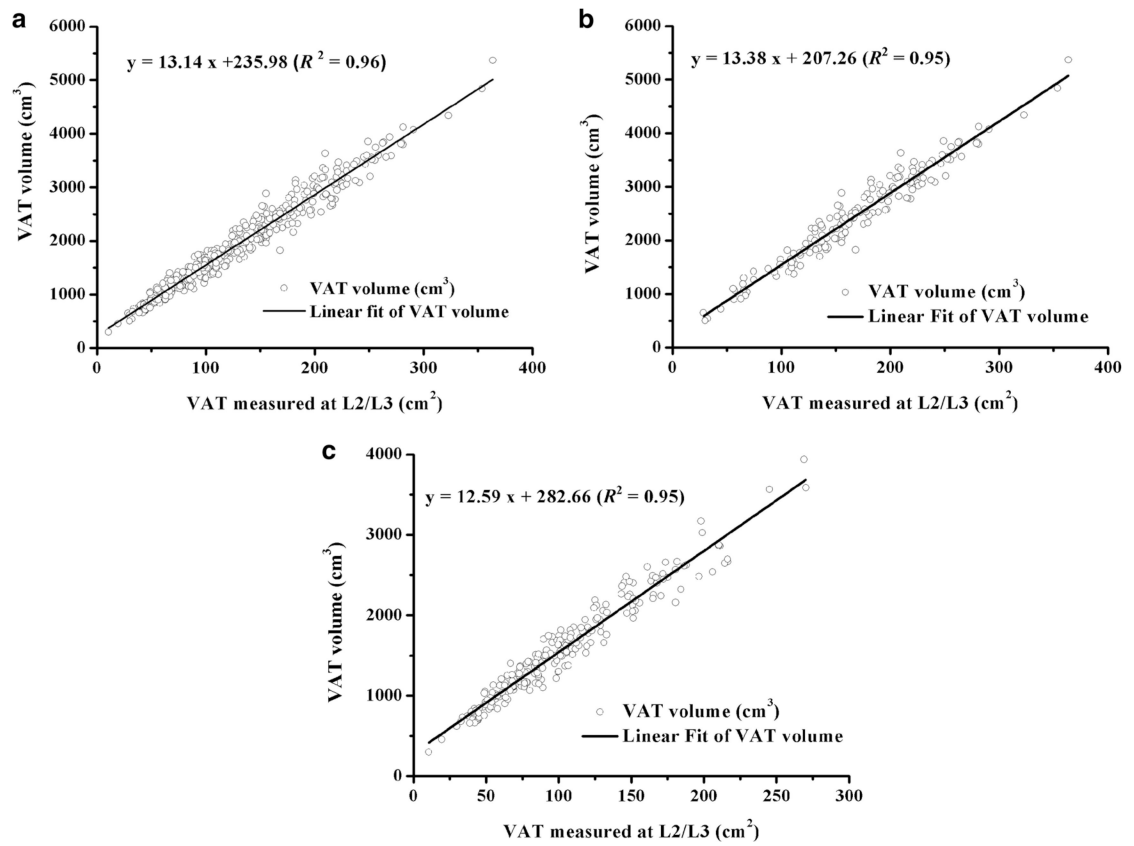 a
y = 13.14 x +235.98 (R² = 0.96)
VAT volume (cm³)
6000
5000
4000
3000
2000
1000
0
VAT volume (cm³)
Linear fit of VAT volume
0 100 200 300 400
VAT measured at L2/L3 (cm²)
b
y = 13.38 x + 207.26 (R² = 0.95)
VAT volume (cm³)
6000
5000
4000
3000
2000
1000
0
VAT volume (cm³)
Linear Fit of VAT volume
0 100 200 300 400
VAT measured at L2/L3 (cm²)
c
y = 12.59 x + 282.66 (R² = 0.95)
VAT volume (cm³)
4000
3000
2000
1000
0
VAT volume (cm³)
Linear Fit of VAT volume
0 50 100 150 200 250 300
VAT measured at L2/L3 (cm²)